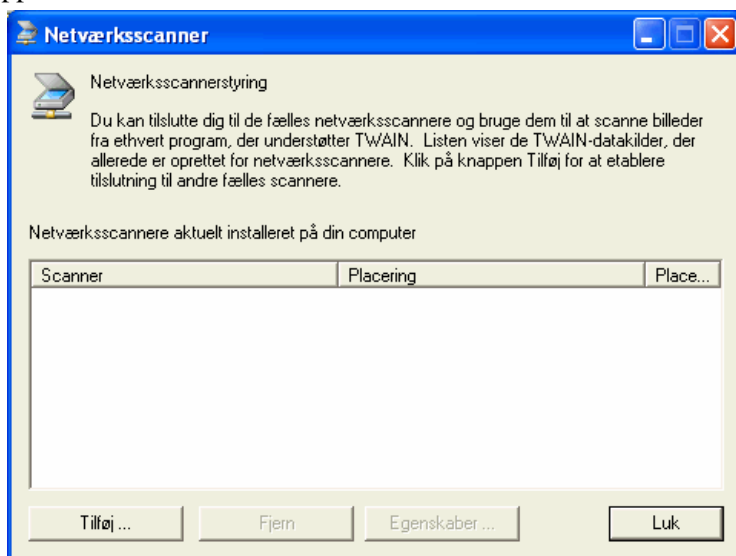 Netværksscanner
Netværksscannerstyring
Du kan tilslutte dig til de fælles netværksscannere og bruge dem til at scanne billeder
fra ethvert program, der understøtter TWAIN. Listen viser de TWAIN-datakilder, der
allerede er oprettet for netværksscannere. Klik på knappen Tilføj for at etablere
tilslutning til andre fælles scannere.
Netværksscannere aktuelt installeret på din computer
Scanner Placering Place...
Tilføj ... Fjern Egenskaber ... Luk